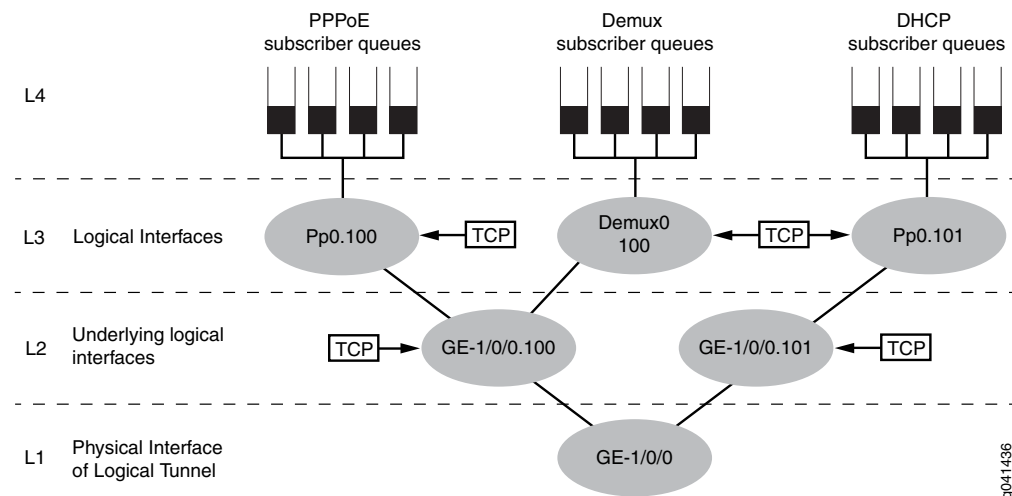 PPPoE
subscriber queues
Demux
subscriber queues
DHCP
subscriber queues
L4
L3 Logical Interfaces
Pp0.100
TCP
Demux0
100
TCP
Pp0.101
L2 Underlying logical
interfaces
TCP
GE-1/0/0.100
GE-1/0/0.101
TCP
L1 Physical Interface
of Logical Tunnel
GE-1/0/0
g041436